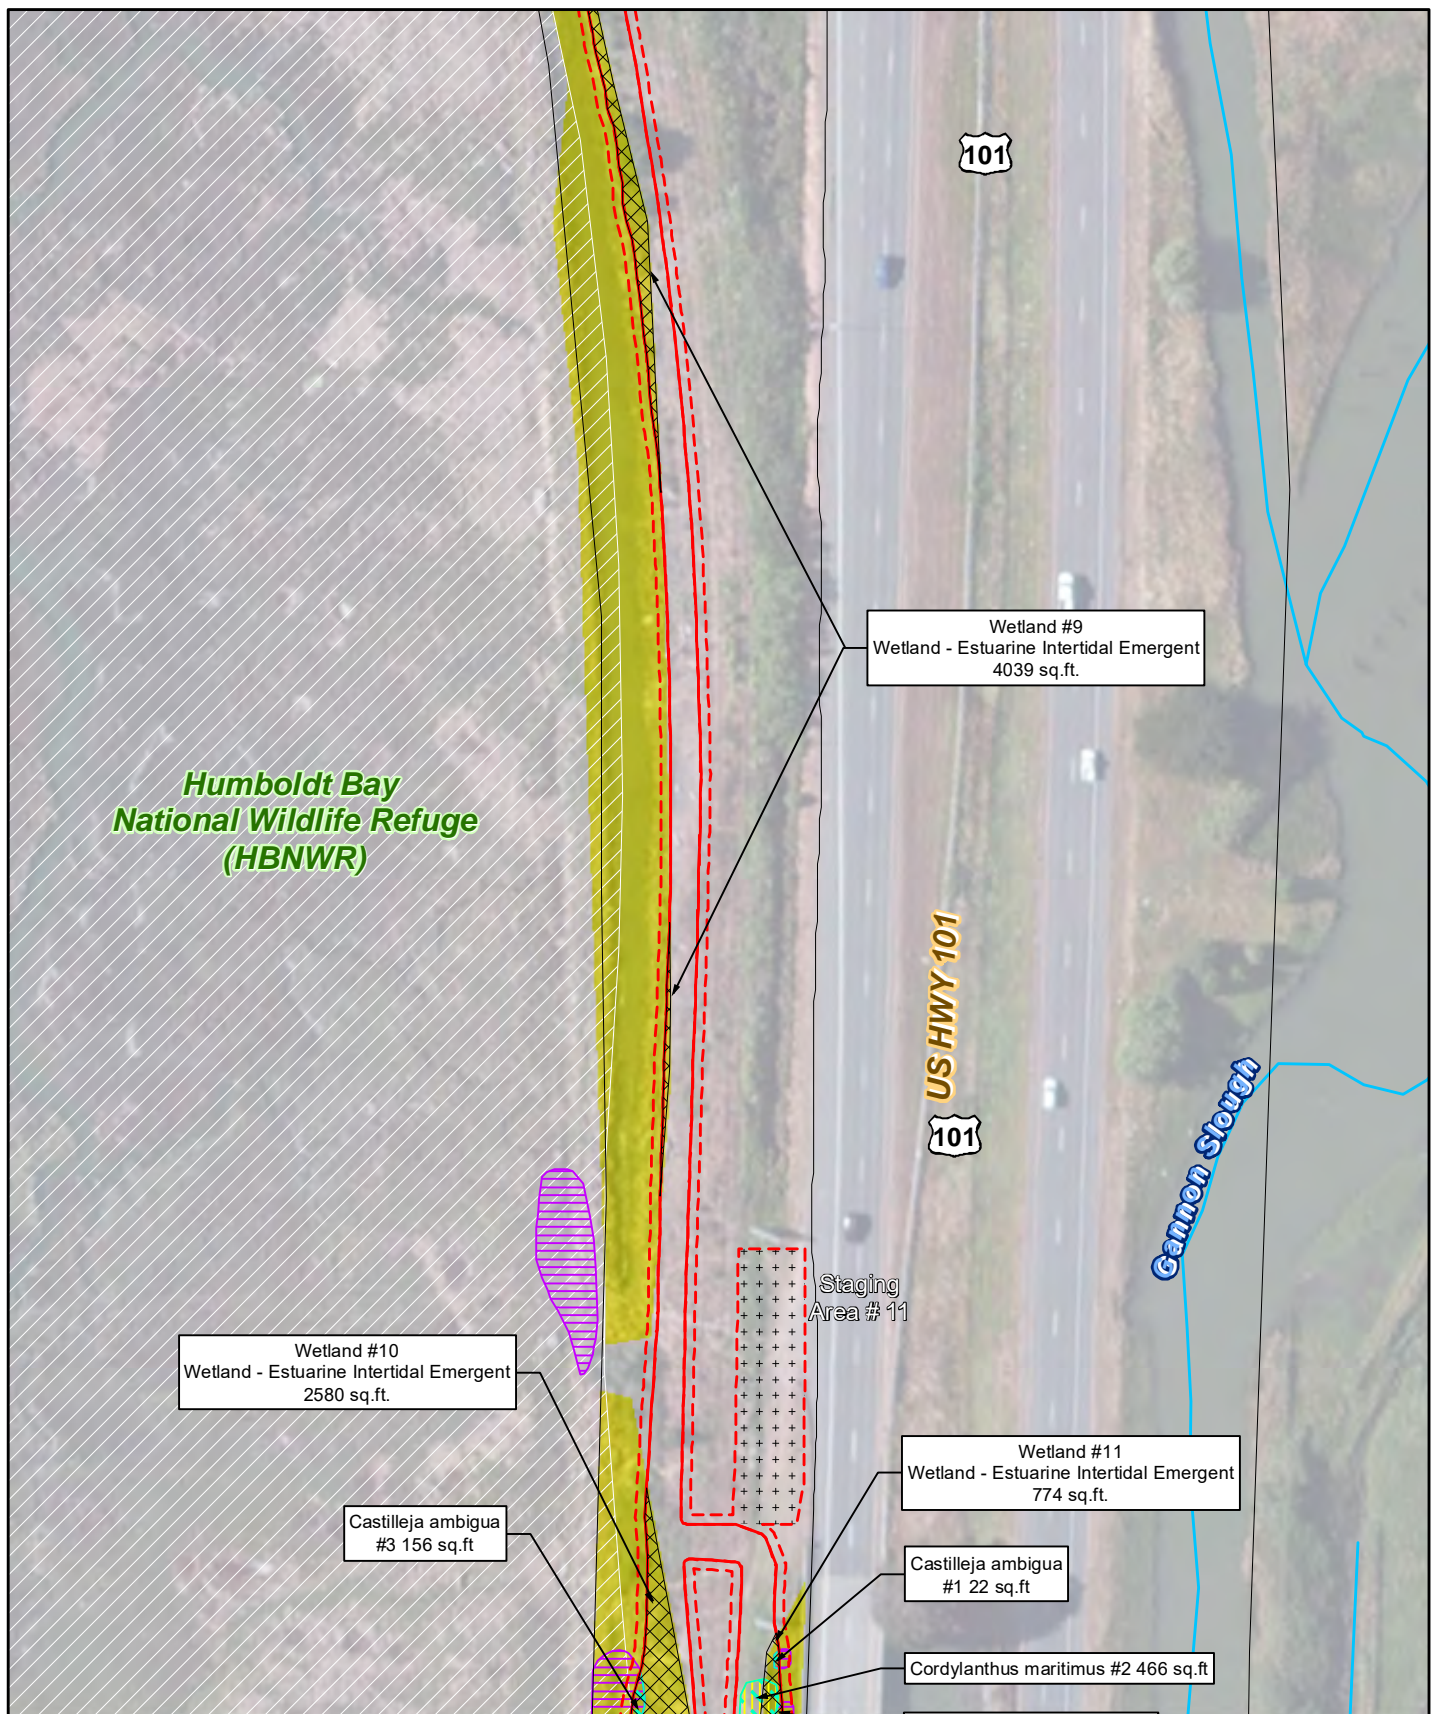 101
Wetland #9
Wetland - Estuarine Intertidal Emergent
4039 sq.ft.
Humboldt Bay
National Wildlife Refuge
(HBNWR)
US HWY 101
101
Gannon Slough
Staging
Area # 11
Wetland #10
Wetland - Estuarine Intertidal Emergent
2580 sq.ft.
Wetland #11
Wetland - Estuarine Intertidal Emergent
774 sq.ft.
Castilleja ambigua
#3 156 sq.ft
Castilleja ambigua
#1 22 sq.ft
Cordylanthus maritimus #2 466 sq.ft